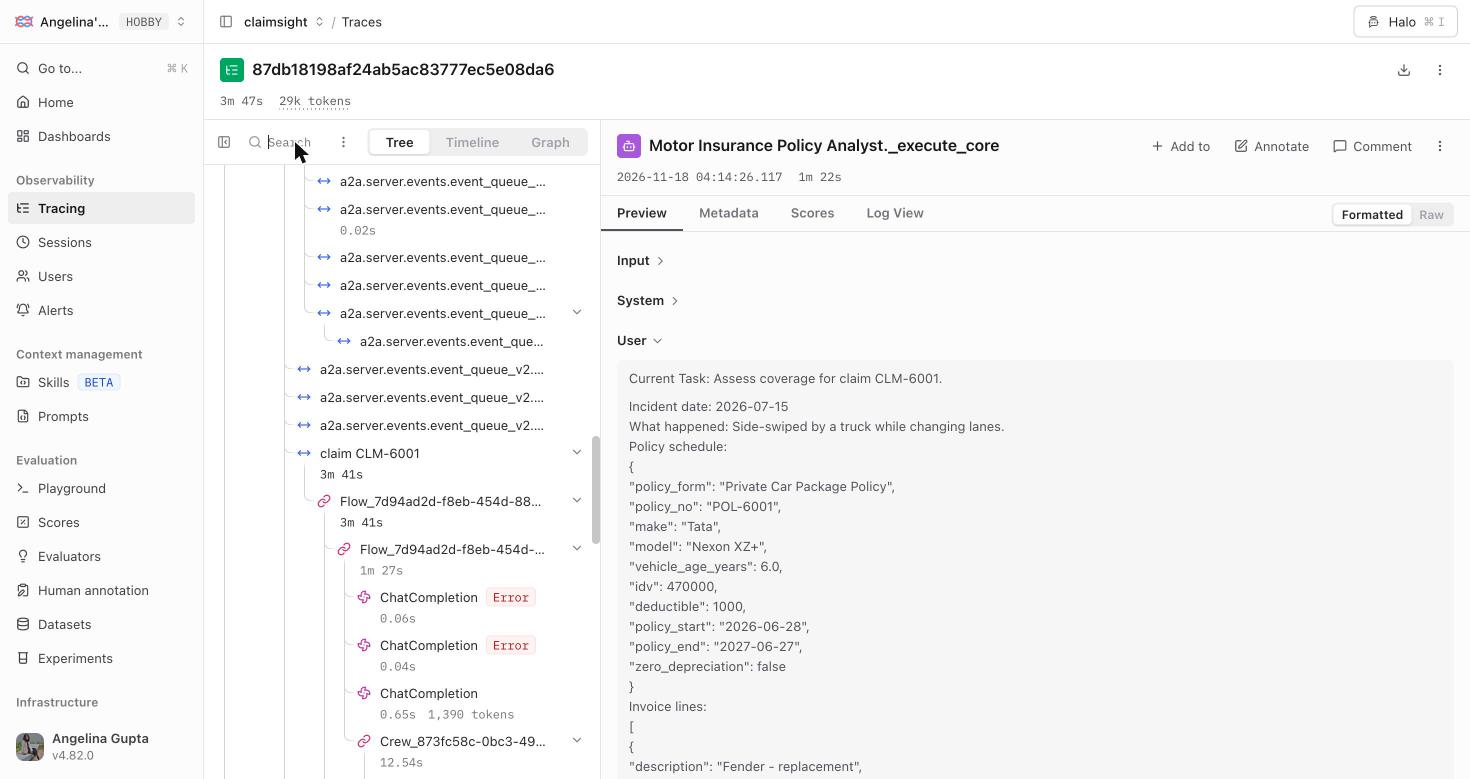 Angelina'... HOBBY
claimsight / Traces
Halo ⌘ I
Go to... ⌘ K
Home
Dashboards
Observability
Tracing
Sessions
Users
Alerts
Context management
Skills BETA
Prompts
Evaluation
Playground
Scores
Evaluators
Human annotation
Datasets
Experiments
Infrastructure
Angelina Gupta
v4.82.0
87db18198af24ab5ac83777ec5e08da6
3m 47s 29k tokens
Search
Tree Timeline Graph
a2a.server.events.event_queue_...
a2a.server.events.event_queue_...
0.02s
a2a.server.events.event_queue_...
a2a.server.events.event_queue_...
a2a.server.events.event_queue_...
a2a.server.events.event_que...
a2a.server.events.event_queue_v2....
a2a.server.events.event_queue_v2....
a2a.server.events.event_queue_v2....
claim CLM-6001
3m 41s
Flow_7d94ad2d-f8eb-454d-88...
3m 41s
Flow_7d94ad2d-f8eb-454d-...
1m 27s
ChatCompletion Error
0.06s
ChatCompletion Error
0.04s
ChatCompletion
0.65s 1,390 tokens
Crew_873fc58c-0bc3-49...
12.54s
Motor Insurance Policy Analyst._execute_core
Add to Annotate Comment
2026-11-18 04:14:26.117 1m 22s
Preview Metadata Scores Log View
Formatted Raw
Input
System
User
Current Task: Assess coverage for claim CLM-6001.
Incident date: 2026-07-15
What happened: Side-swiped by a truck while changing lanes.
Policy schedule:
{
"policy_form": "Private Car Package Policy",
"policy_no": "POL-6001",
"make": "Tata",
"model": "Nexon XZ+",
"vehicle_age_years": 6.0,
"idv": 470000,
"deductible": 1000,
"policy_start": "2026-06-28",
"policy_end": "2027-06-27",
"zero_depreciation": false
}
Invoice lines:
[
{
"description": "Fender - replacement",